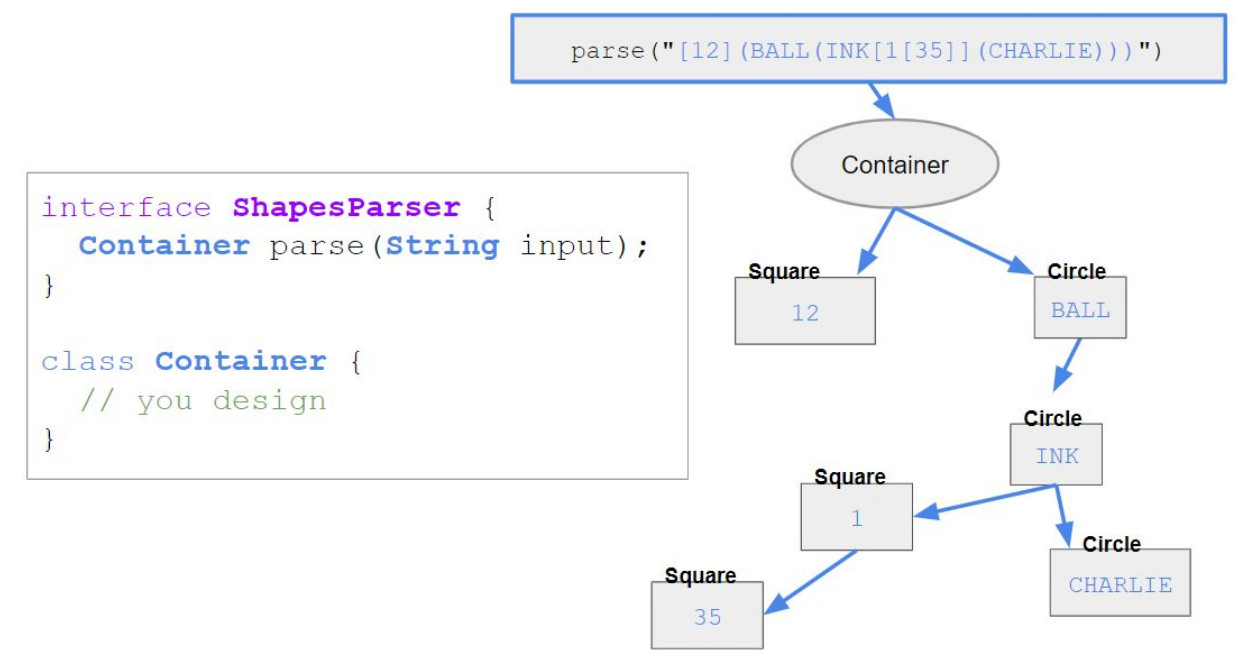 parse("[12](BALL(INK[1[35]](CHARLIE)))")
Container
interface ShapesParser {
Container parse(String input);
}
class Container {
// you design
}
Square
12
Circle
BALL
Circle
INK
Square
1
Circle
CHARLIE
Square
35